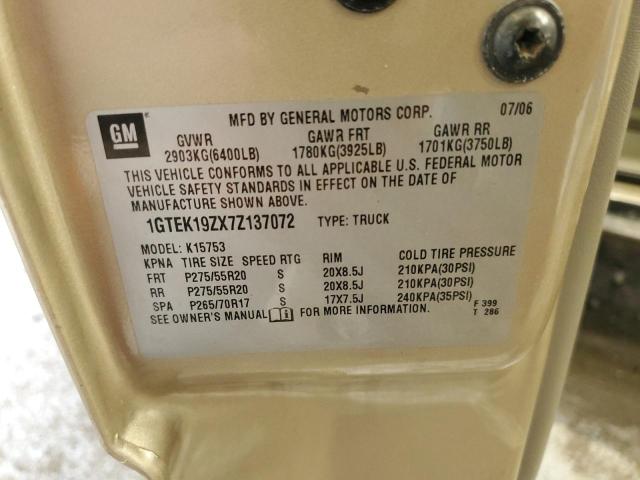 GM
MFD BY GENERAL MOTORS CORP. 07/06
GVWR GAWR FRT GAWR RR
2903KG(6400LB) 1780KG(3925LB) 1701KG(3750LB)
THIS VEHICLE CONFORMS TO ALL APPLICABLE U.S. FEDERAL MOTOR
VEHICLE SAFETY STANDARDS IN EFFECT ON THE DATE OF
MANUFACTURE SHOWN ABOVE.
1GTEK19ZX7Z137072 TYPE: TRUCK
MODEL: K15753
KPNA TIRE SIZE SPEED RTG RIM COLD TIRE PRESSURE
FRT P275/55R20 S 20X8.5J 210KPA(30PSI)
RR P275/55R20 S 20X8.5J 210KPA(30PSI)
SPA P265/70R17 S 17X7.5J 240KPA(35PSI)
SEE OWNER'S MANUAL FOR MORE INFORMATION.
F 399
T 286